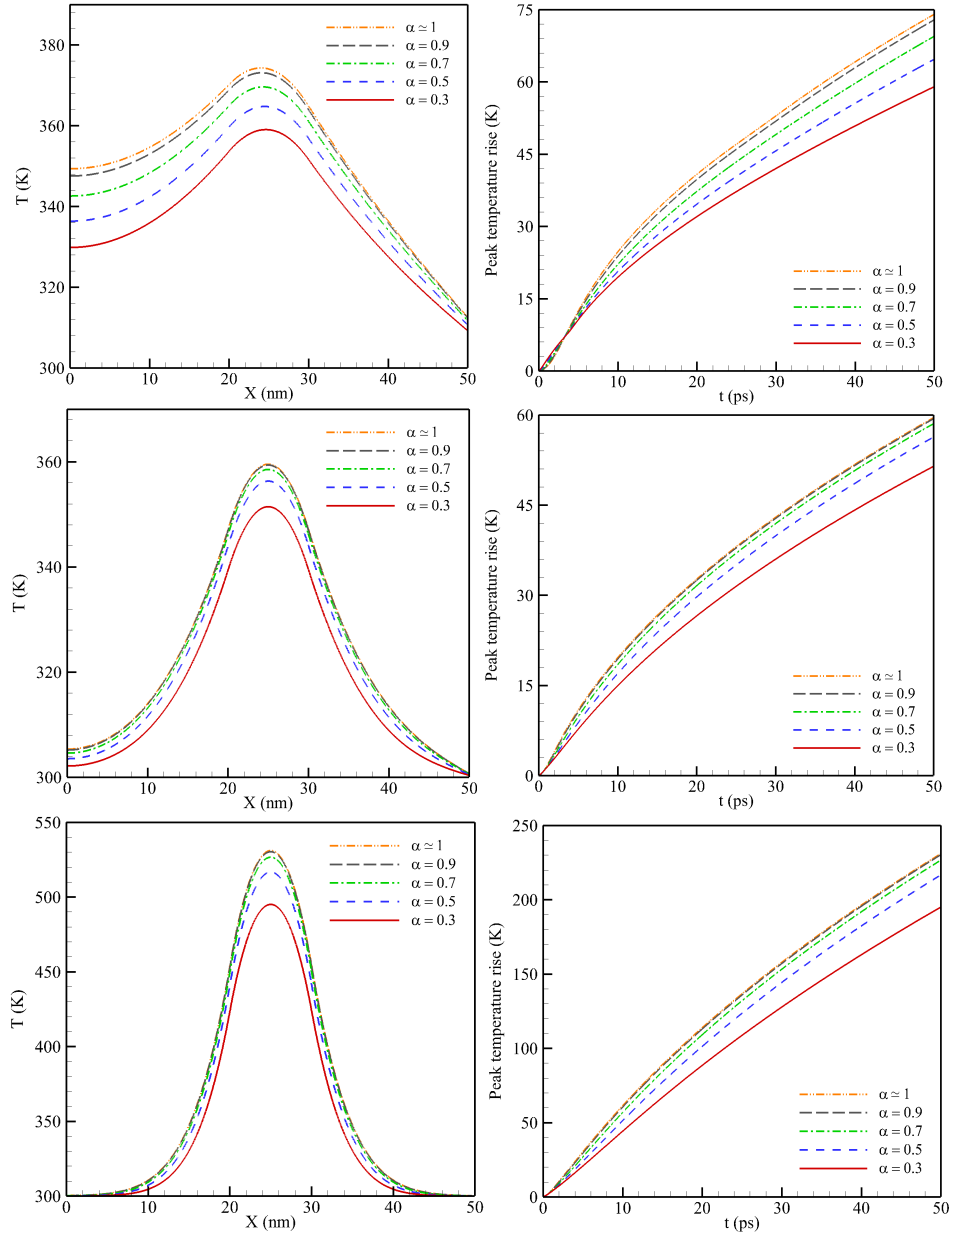 T (K)
380
360
340
320
300
0
10
20
30
40
50
X (nm)
α ≃ 1
α = 0.9
α = 0.7
α = 0.5
α = 0.3
Peak temperature rise (K)
75
60
45
30
15
0
0
10
20
30
40
50
t (ps)
α ≃ 1
α = 0.9
α = 0.7
α = 0.5
α = 0.3
T (K)
360
340
320
300
0
10
20
30
40
50
X (nm)
α ≃ 1
α = 0.9
α = 0.7
α = 0.5
α = 0.3
Peak temperature rise (K)
60
45
30
15
0
0
10
20
30
40
50
t (ps)
α ≃ 1
α = 0.9
α = 0.7
α = 0.5
α = 0.3
T (K)
550
500
450
400
350
300
0
10
20
30
40
50
X (nm)
α ≃ 1
α = 0.9
α = 0.7
α = 0.5
α = 0.3
Peak temperature rise (K)
250
200
150
100
50
0
0
10
20
30
40
50
t (ps)
α ≃ 1
α = 0.9
α = 0.7
α = 0.5
α = 0.3